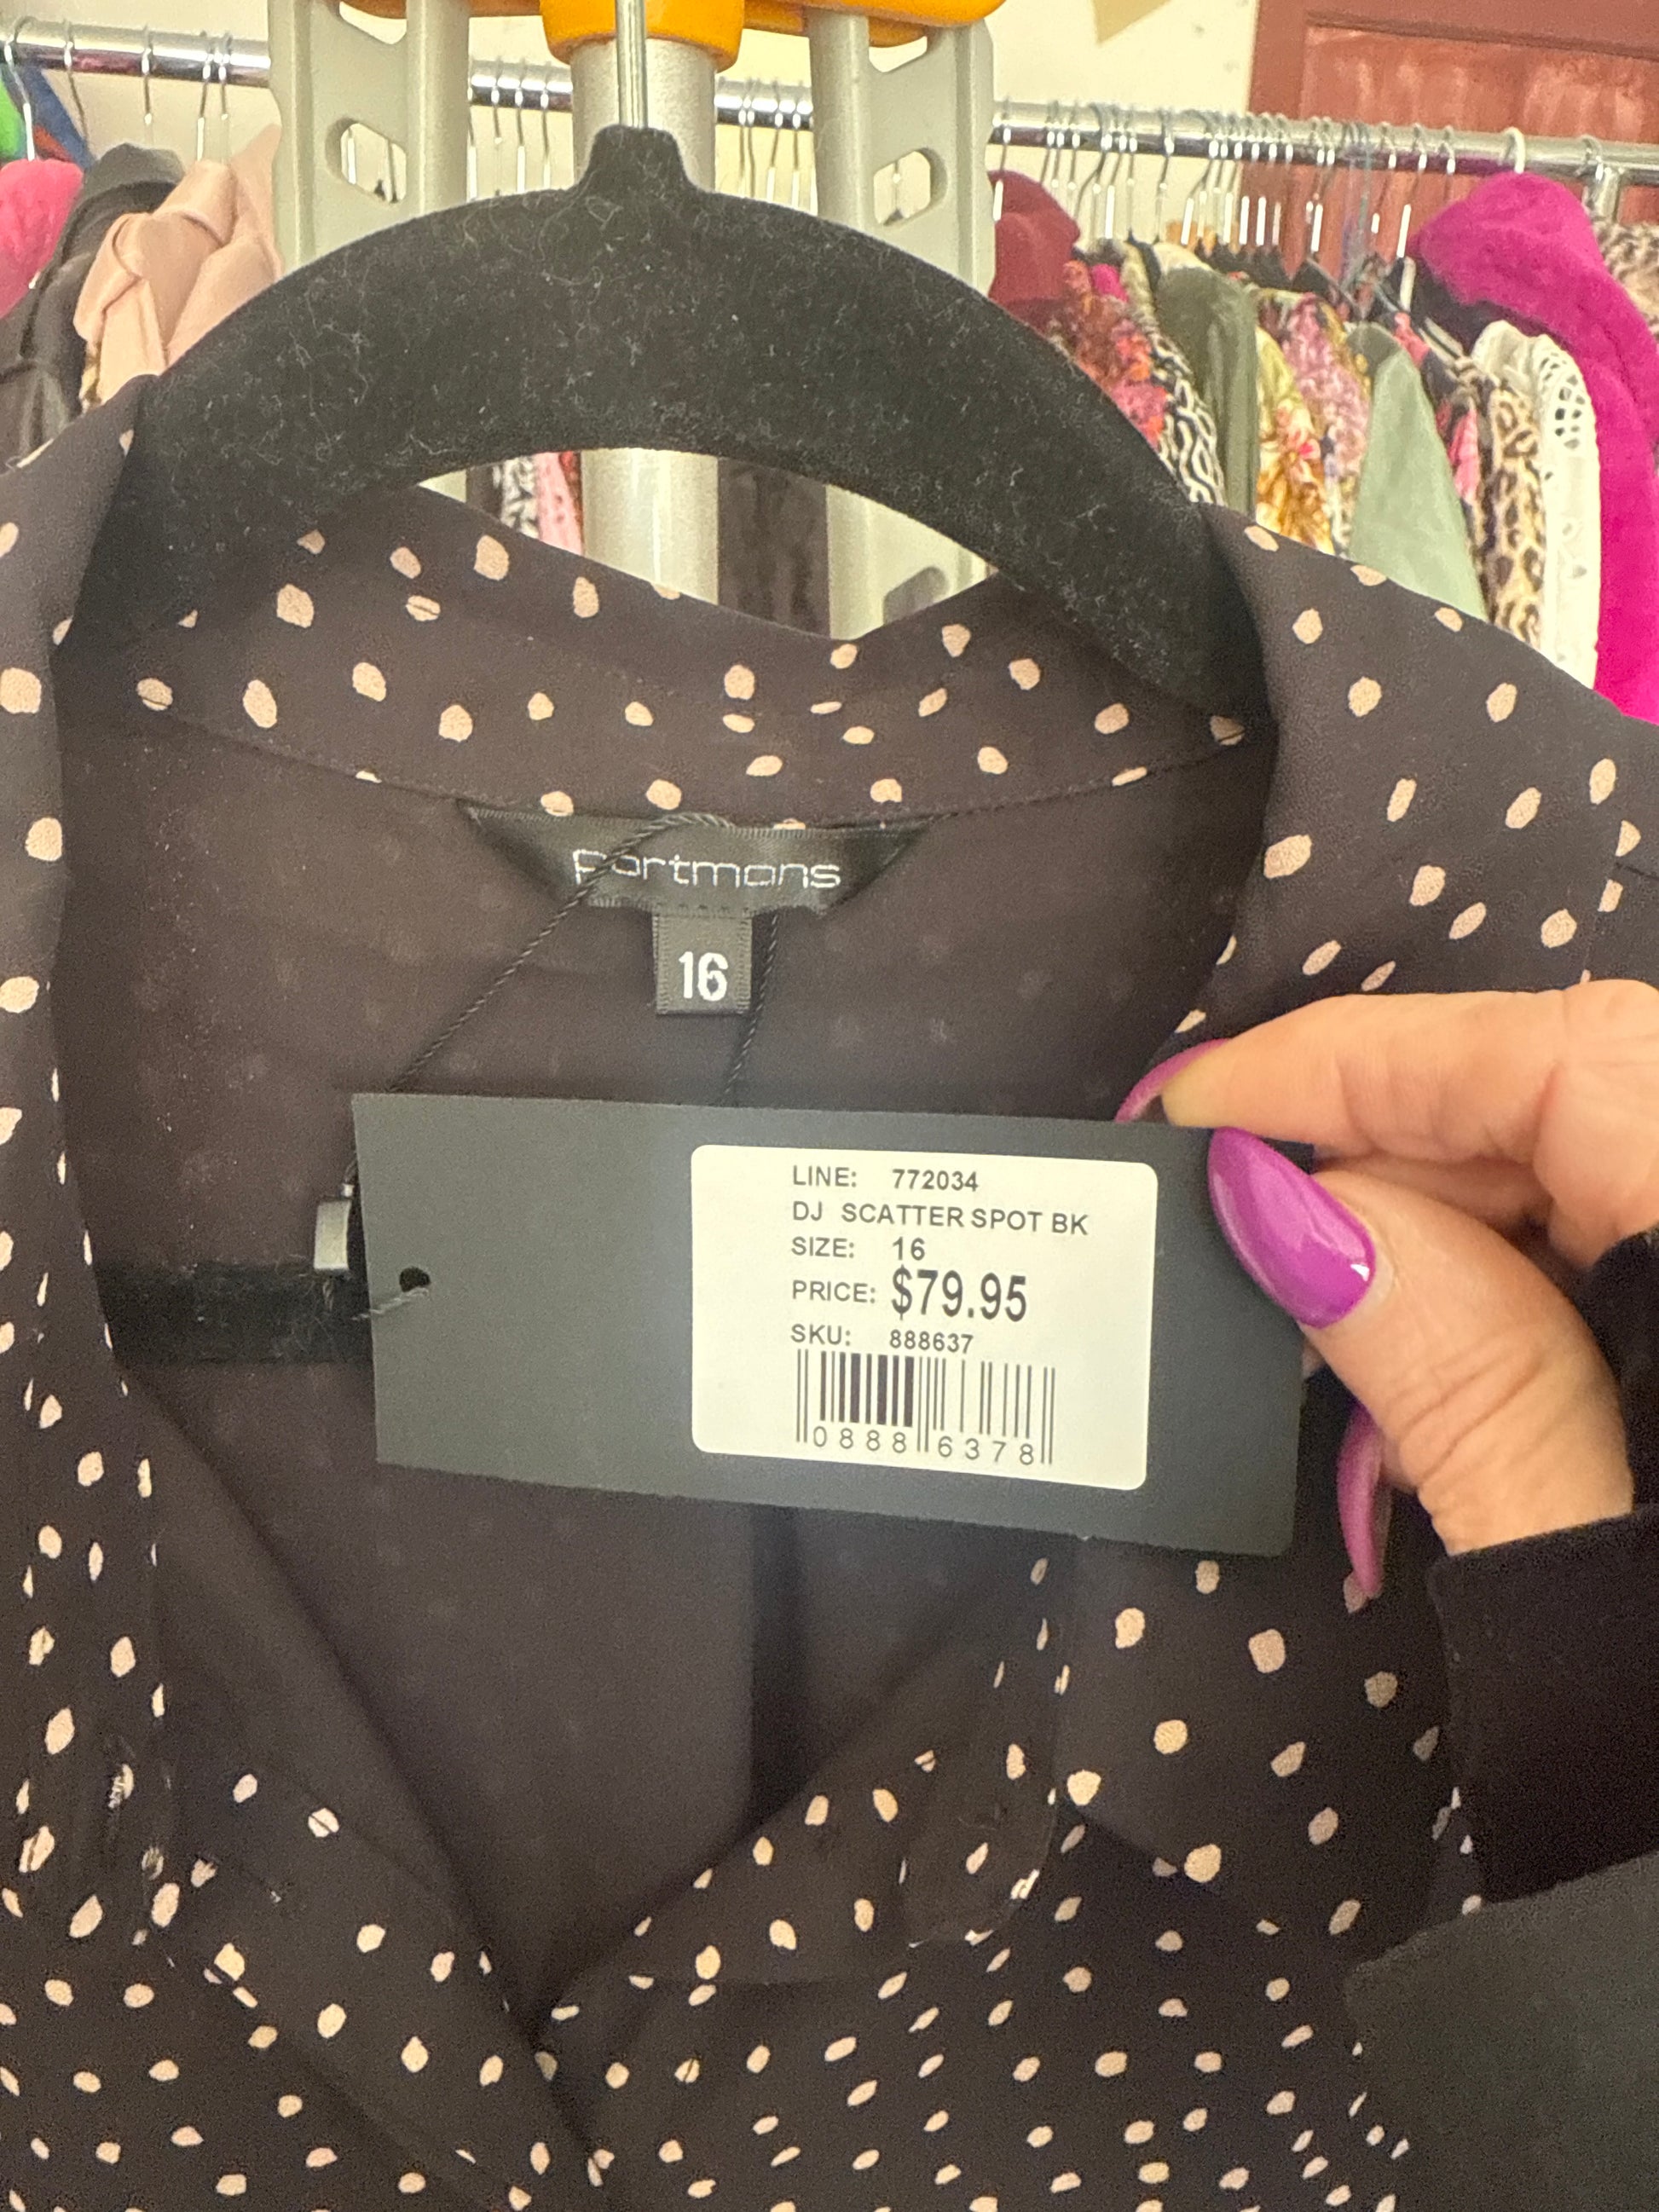 portmans
16
LINE: 772034
DJ SCATTER SPOT BK
SIZE: 16
PRICE: $79.95
SKU: 888637
0888 6378